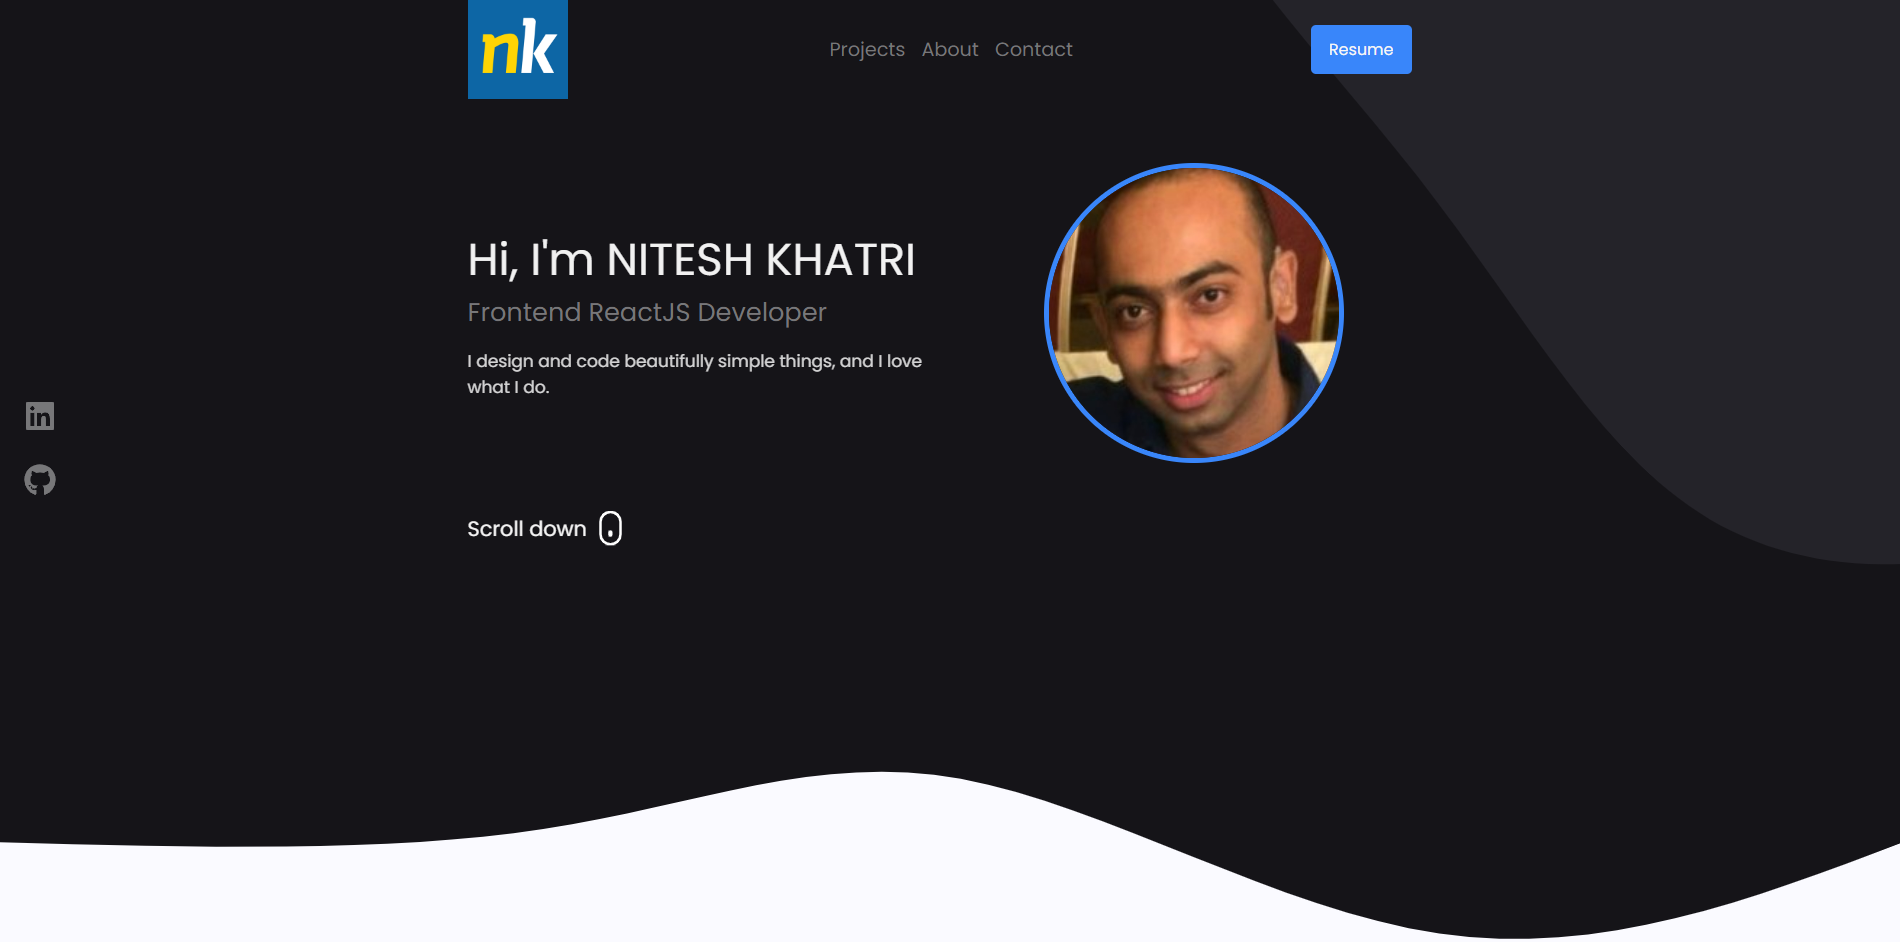 nk
Projects About Contact
Resume
Hi, I'm NITESH KHATRI
Frontend ReactJS Developer
I design and code beautifully simple things, and I love
what I do.
in
Scroll down